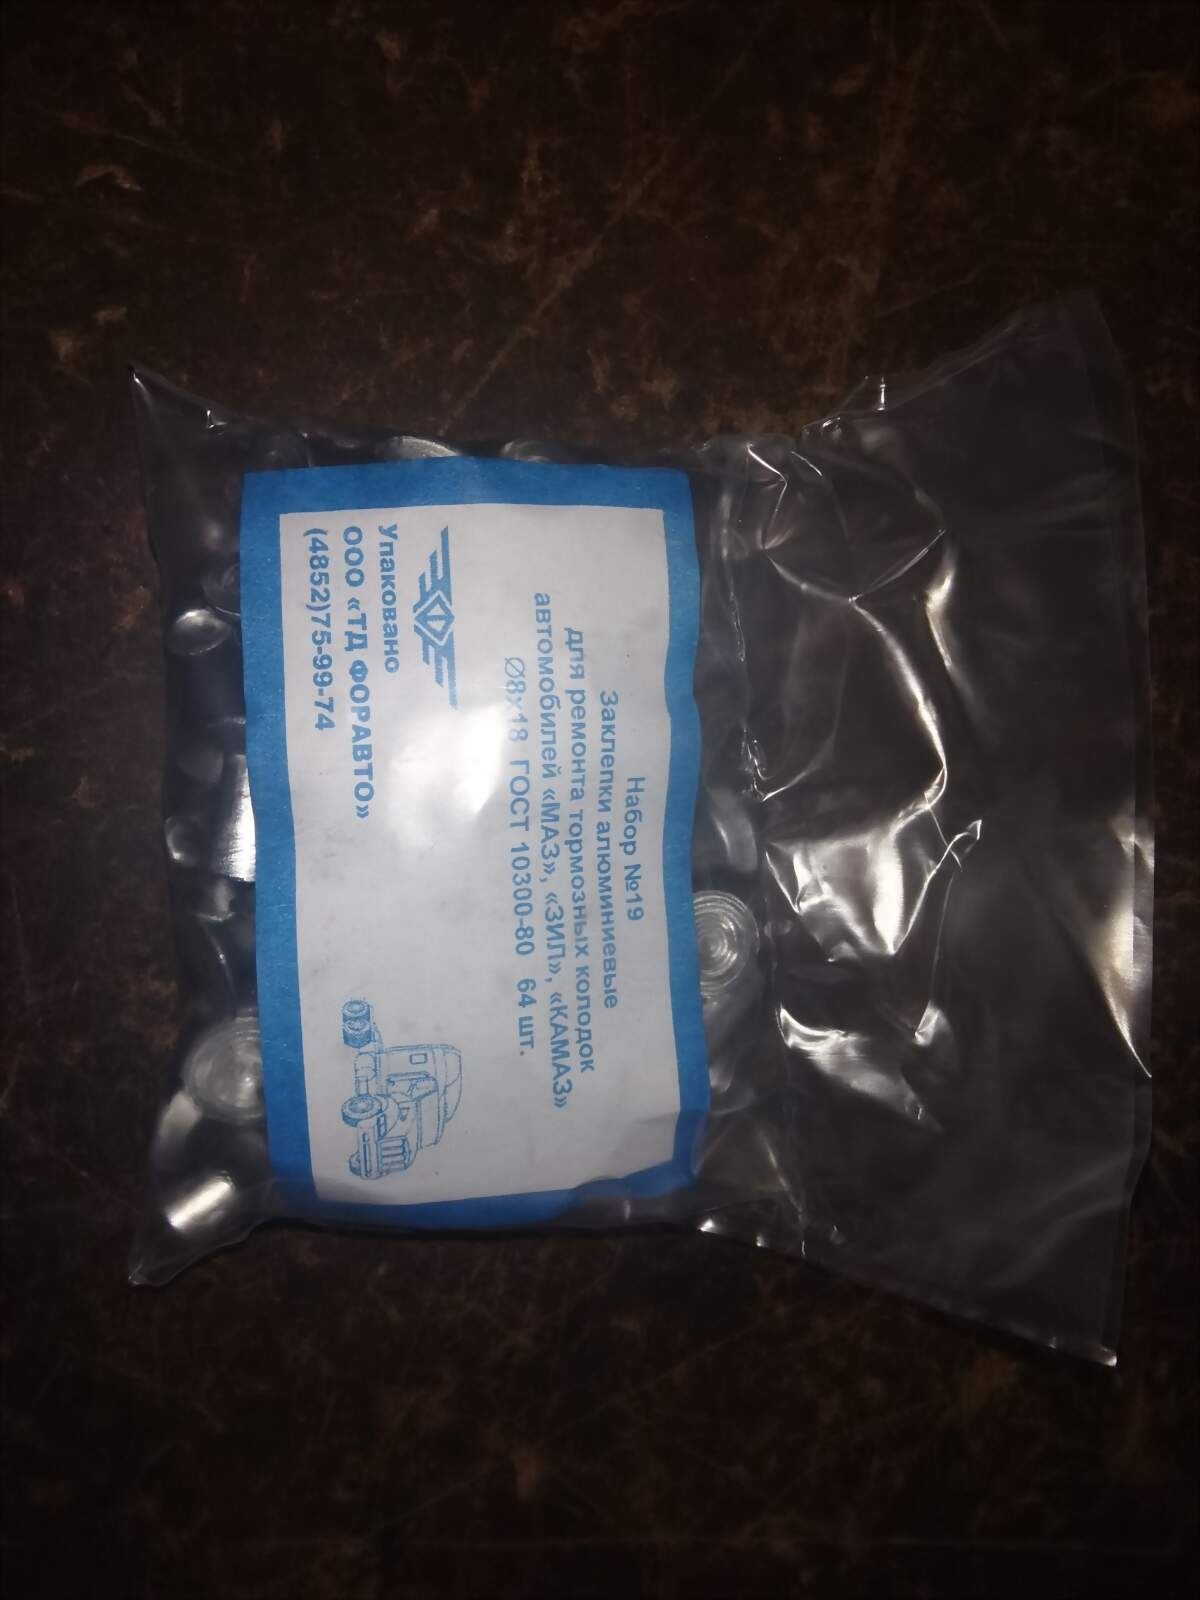 Набор №19
Заклепки алюминиевые
для ремонта тормозных колодок
автомобилей «МАЗ», «ЗИЛ», «КАМАЗ»
Ø8х18 ГОСТ 10300-80 64 шт.
Упаковано
ООО «ТД ФОРАВТО»
(4852)75-99-74